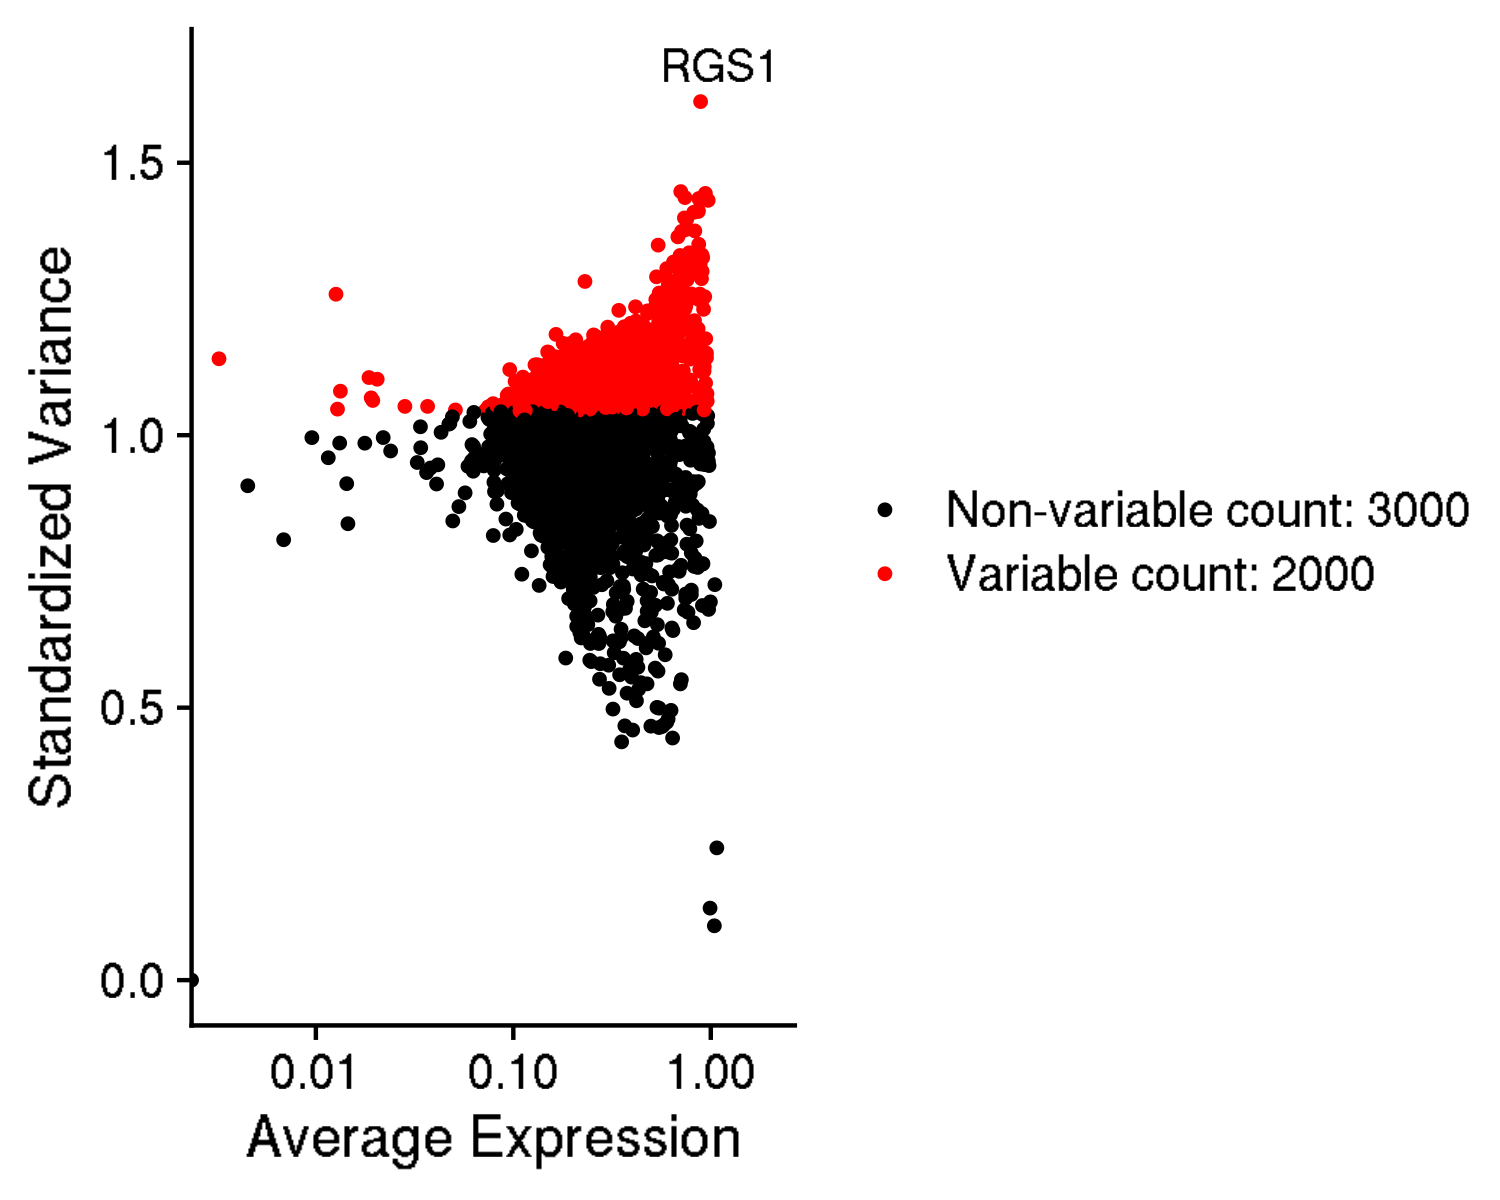 RGS1
1.5
1.0
0.5
0.0
Standardized Variance
0.01 0.10 1.00
Average Expression
Non-variable count: 3000
Variable count: 2000